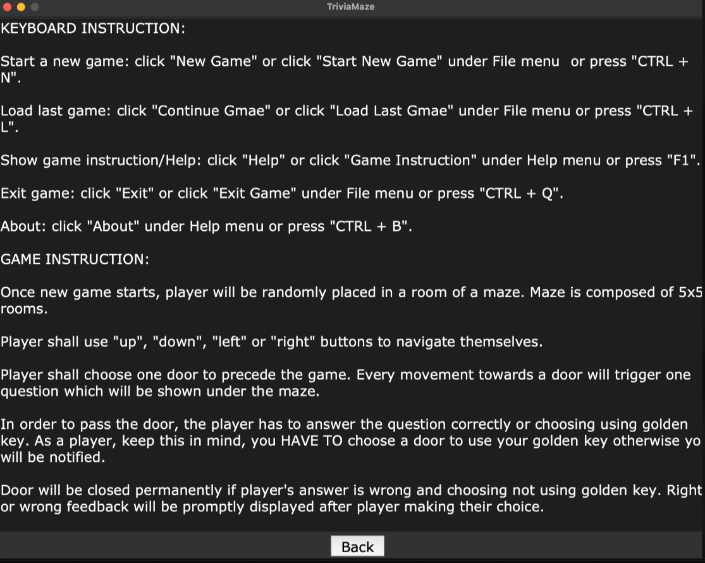 TriviaMaze
KEYBOARD INSTRUCTION:
Start a new game: click "New Game" or click "Start New Game" under File menu  or press "CTRL +
N".
Load last game: click "Continue Gmae" or click "Load Last Gmae" under File menu or press "CTRL +
L".
Show game instruction/Help: click "Help" or click "Game Instruction" under Help menu or press "F1".
Exit game: click "Exit" or click "Exit Game" under File menu or press "CTRL + Q".
About: click "About" under Help menu or press "CTRL + B".
GAME INSTRUCTION:
Once new game starts, player will be randomly placed in a room of a maze. Maze is composed of 5x5
rooms.
Player shall use "up", "down", "left" or "right" buttons to navigate themselves.
Player shall choose one door to precede the game. Every movement towards a door will trigger one
question which will be shown under the maze.
In order to pass the door, the player has to answer the question correctly or choosing using golden
key. As a player, keep this in mind, you HAVE TO choose a door to use your golden key otherwise yo
will be notified.
Door will be closed permanently if player's answer is wrong and choosing not using golden key. Right
or wrong feedback will be promptly displayed after player making their choice.
Back